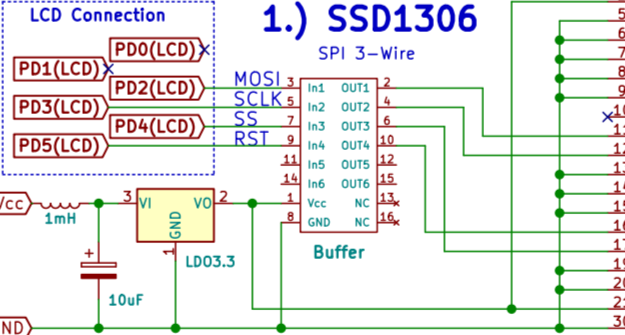 LCD Connection
1.) SSD1306
SPI 3-Wire
PD0(LCD)
PD1(LCD)
PD2(LCD)
PD3(LCD)
PD4(LCD)
PD5(LCD)
MOSI 3 In1 OUT1 2
SCLK 5 In2 OUT2 4
SS 7 In3 OUT3 6
RST 9 In4 OUT4 10
11 In5 OUT5 12
14 In6 OUT6 15
1 Vcc NC 13
8 GND NC 16
Buffer
Vcc
1mH
3 VI VO 2
GND
1
LDO3.3
+
10uF
ND
5
6
7
8
9
10
11
12
13
14
15
16
17
19
20
21
30